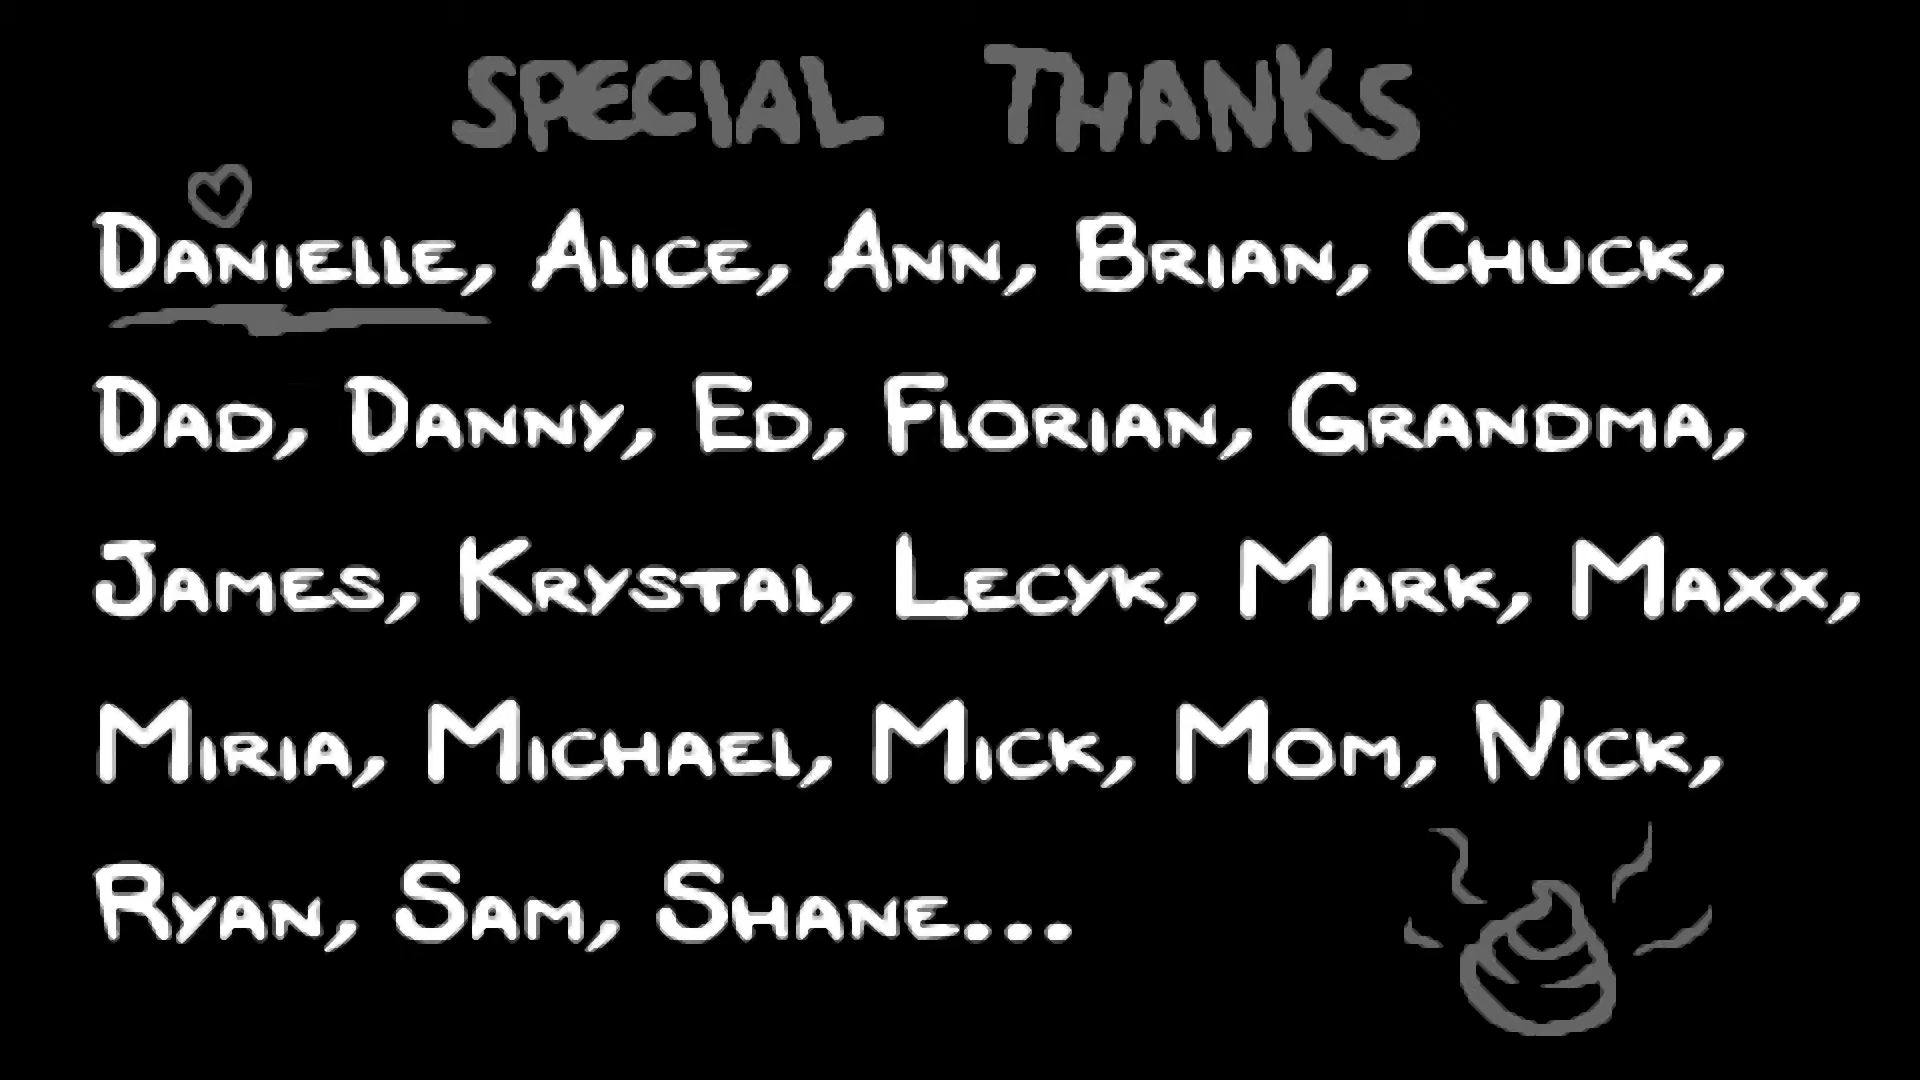 SPECIAL THANKS
DANIELLE, ALICE, ANN, BRIAN, CHUCK,
DAD, DANNY, ED, FLORIAN, GRANDMA,
JAMES, KRYSTAL, LECYK, MARK, MAXX,
MIRIA, MICHAEL, MICK, MOM, NICK,
RYAN, SAM, SHANE...